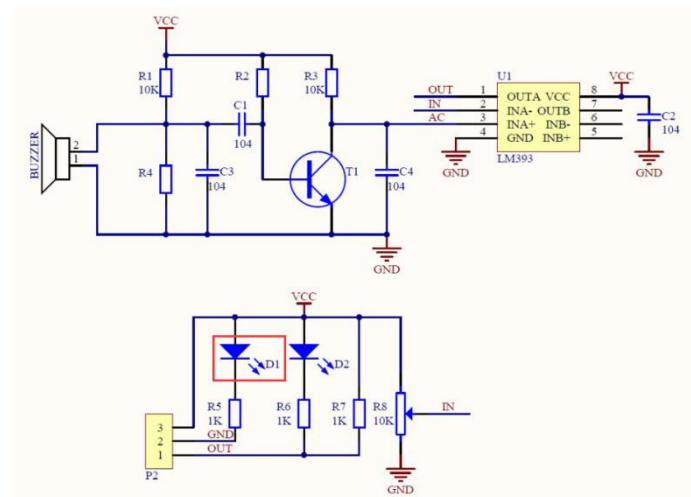 VCC
R1
10K
R2
R3
10K
C1
104
BUZZER
2
1
R4
C3
104
T1
C4
104
GND
U1
OUT 1 OUTA VCC 8 VCC
IN 2 INA- OUTB 7
AC 3 INA+ INB- 6
4 GND INB+ 5
LM393
GND
C2
104
GND
VCC
D1
D2
R5
1K
R6
1K
R7
1K
R8
10K
IN
3
2 GND
1 OUT
P2
GND